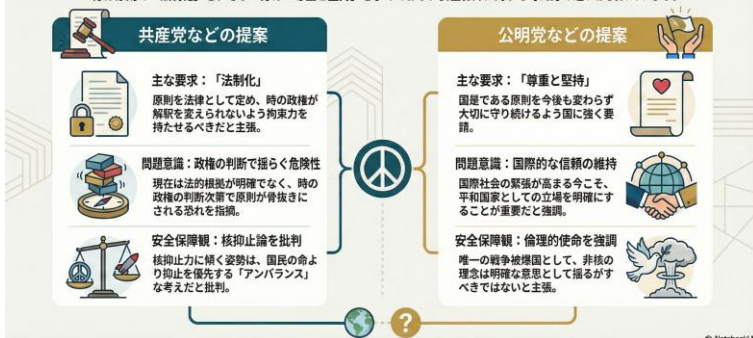 共産党などの提案
主な要求：「法制化」
原則を法律として定め、時の政権が
解釈を変えられないよう拘束力を
持たせるべきだと主張。
問題意識：政権の判断で揺らぐ危険性
現在は法的根拠が明確でなく、時の
政権の判断次第で原則が骨抜きに
される恐れを指摘。
安全保障観：核抑止論を批判
核抑止力に傾く姿勢は、国民の命よ
り抑止を優先する「アンバランス」
な考えだと批判。
公明党などの提案
主な要求：「尊重と堅持」
国是である原則を今後も変わらず
大切に守り続けるよう国に強く要
請。
問題意識：国際的な信頼の維持
国際社会の緊張が高まる今こそ、
平和国家としての立場を明確にす
ることが重要だと強調。
安全保障観：倫理的使命を強調
唯一の戦争被爆国として、非核の
理念は明確な意思として揺るがす
べきではないと主張。
?